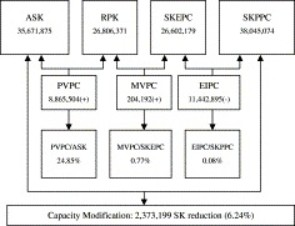 ASK
35,671,875
RPK
26,806,371
SKEPC
26,602,179
SKPPC
38,045,074
PVPC
8,865,504(+)
MVPC
204,192(+)
EIPC
11,442,895(-)
PVPC/ASK
24.85%
MVPC/SKEPC
0.77%
EIPC/SKPPC
0.08%
Capacity Modification: 2,373,199 SK reduction (6.24%)